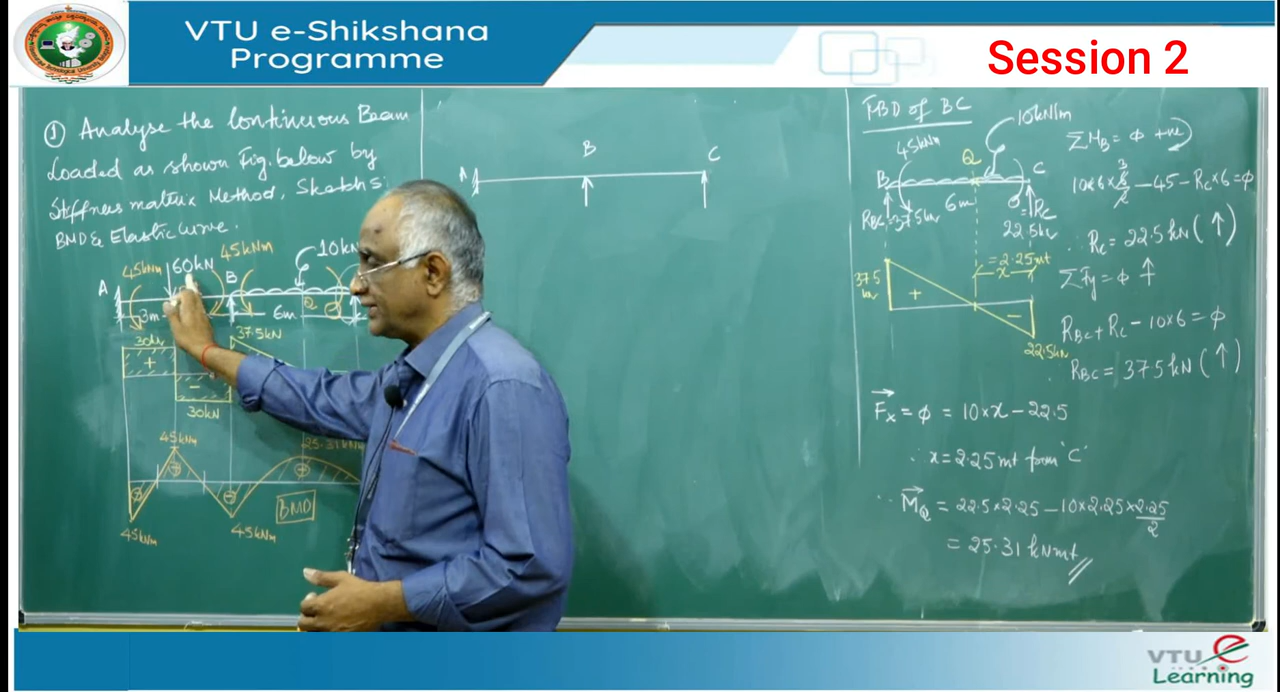 VTU e-Shikshana
Programme
Session 2
① Analyse the Continuous Beam
Loaded as shown Fig. below by
Stiffness matrix Method, Sketch S
BMD & Elastic curve.
45kNm
60kN
45kNm
10kN
A
B
3m
6m
Q
30kN
+
37.5kN
-
30kN
45kNm
+
25.31 kNm
+
BMD
45kNm
45kNm
A
B
C
FBD of BC
10kN/m
45kNm
Q
B
C
6m
RBC = 37.5kN
= RC
22.5kN
= 2.25mt
x
37.5
kN
+
-
22.5kN
ΣMB = ϕ +ve
10×6×6/2 3 - 45 - RC×6 = ϕ
∴ RC = 22.5 kN (↑)
ΣFy = ϕ ↑
RBC + RC - 10×6 = ϕ
RBC = 37.5 kN (↑)
Fx = ϕ = 10×x - 22.5
∴ x = 2.25 mt form 'C'
∴ MQ = 22.5×2.25 - 10×2.25×2.25/2
= 25.31 kNmt //
VTU e
Learning